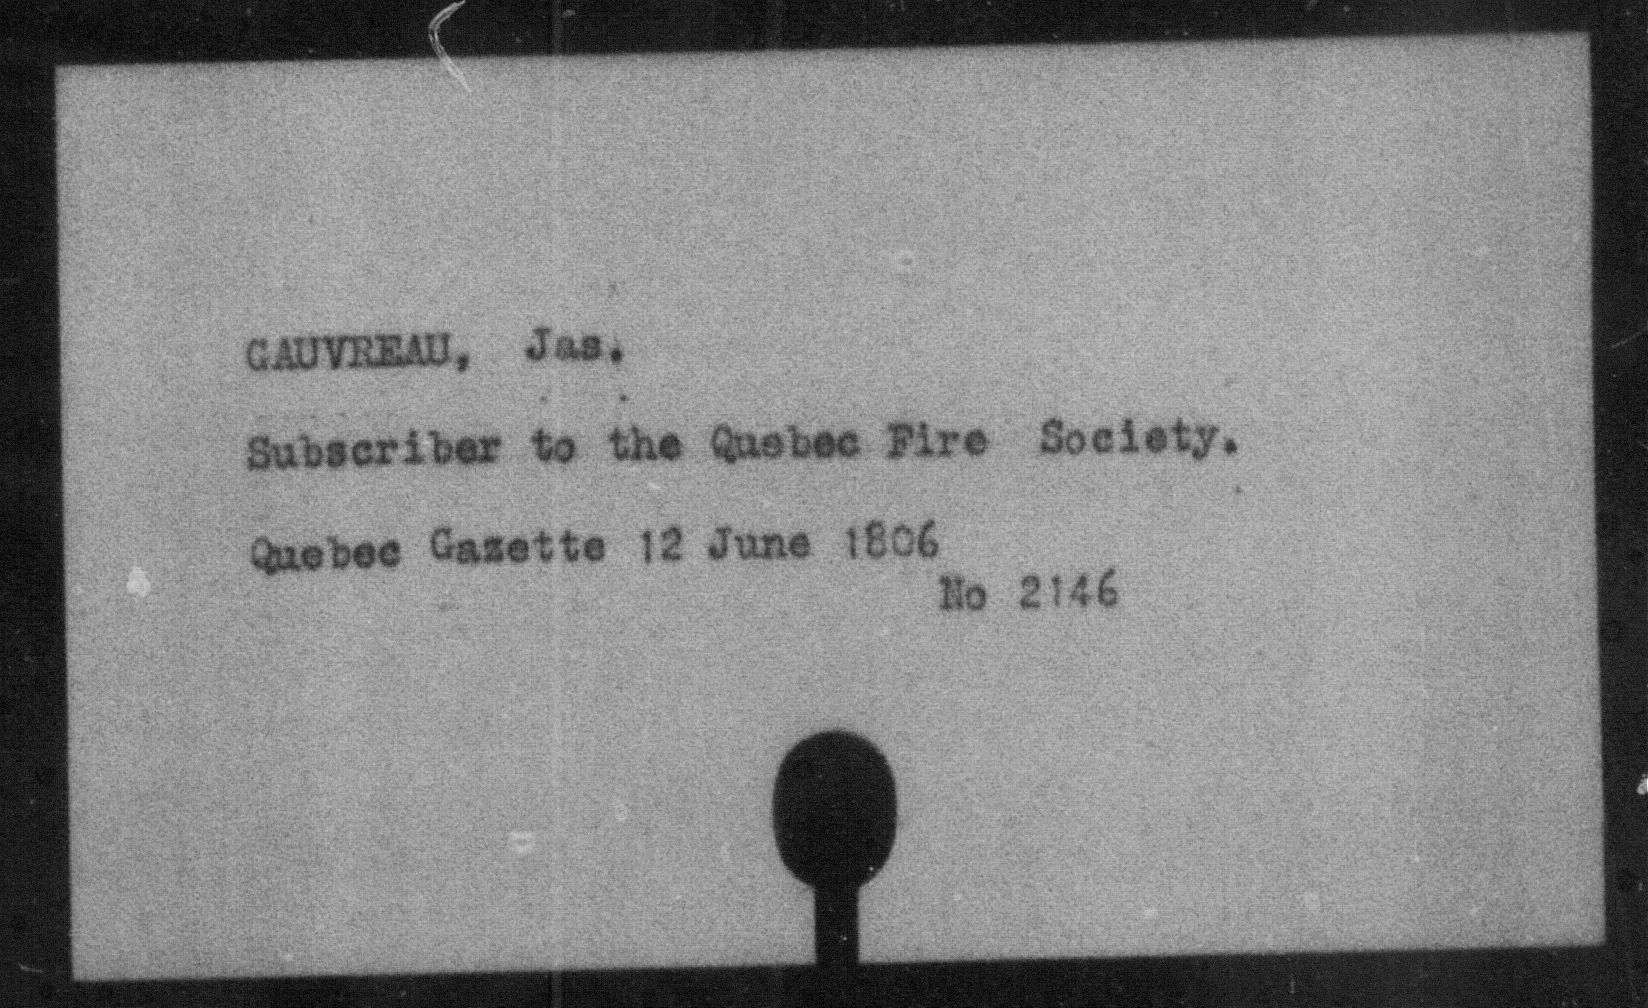 GAUVREAU, Jas.
Subscriber to the Quebec Fire Society.
Quebec Gazette 12 June 1806
No 2146